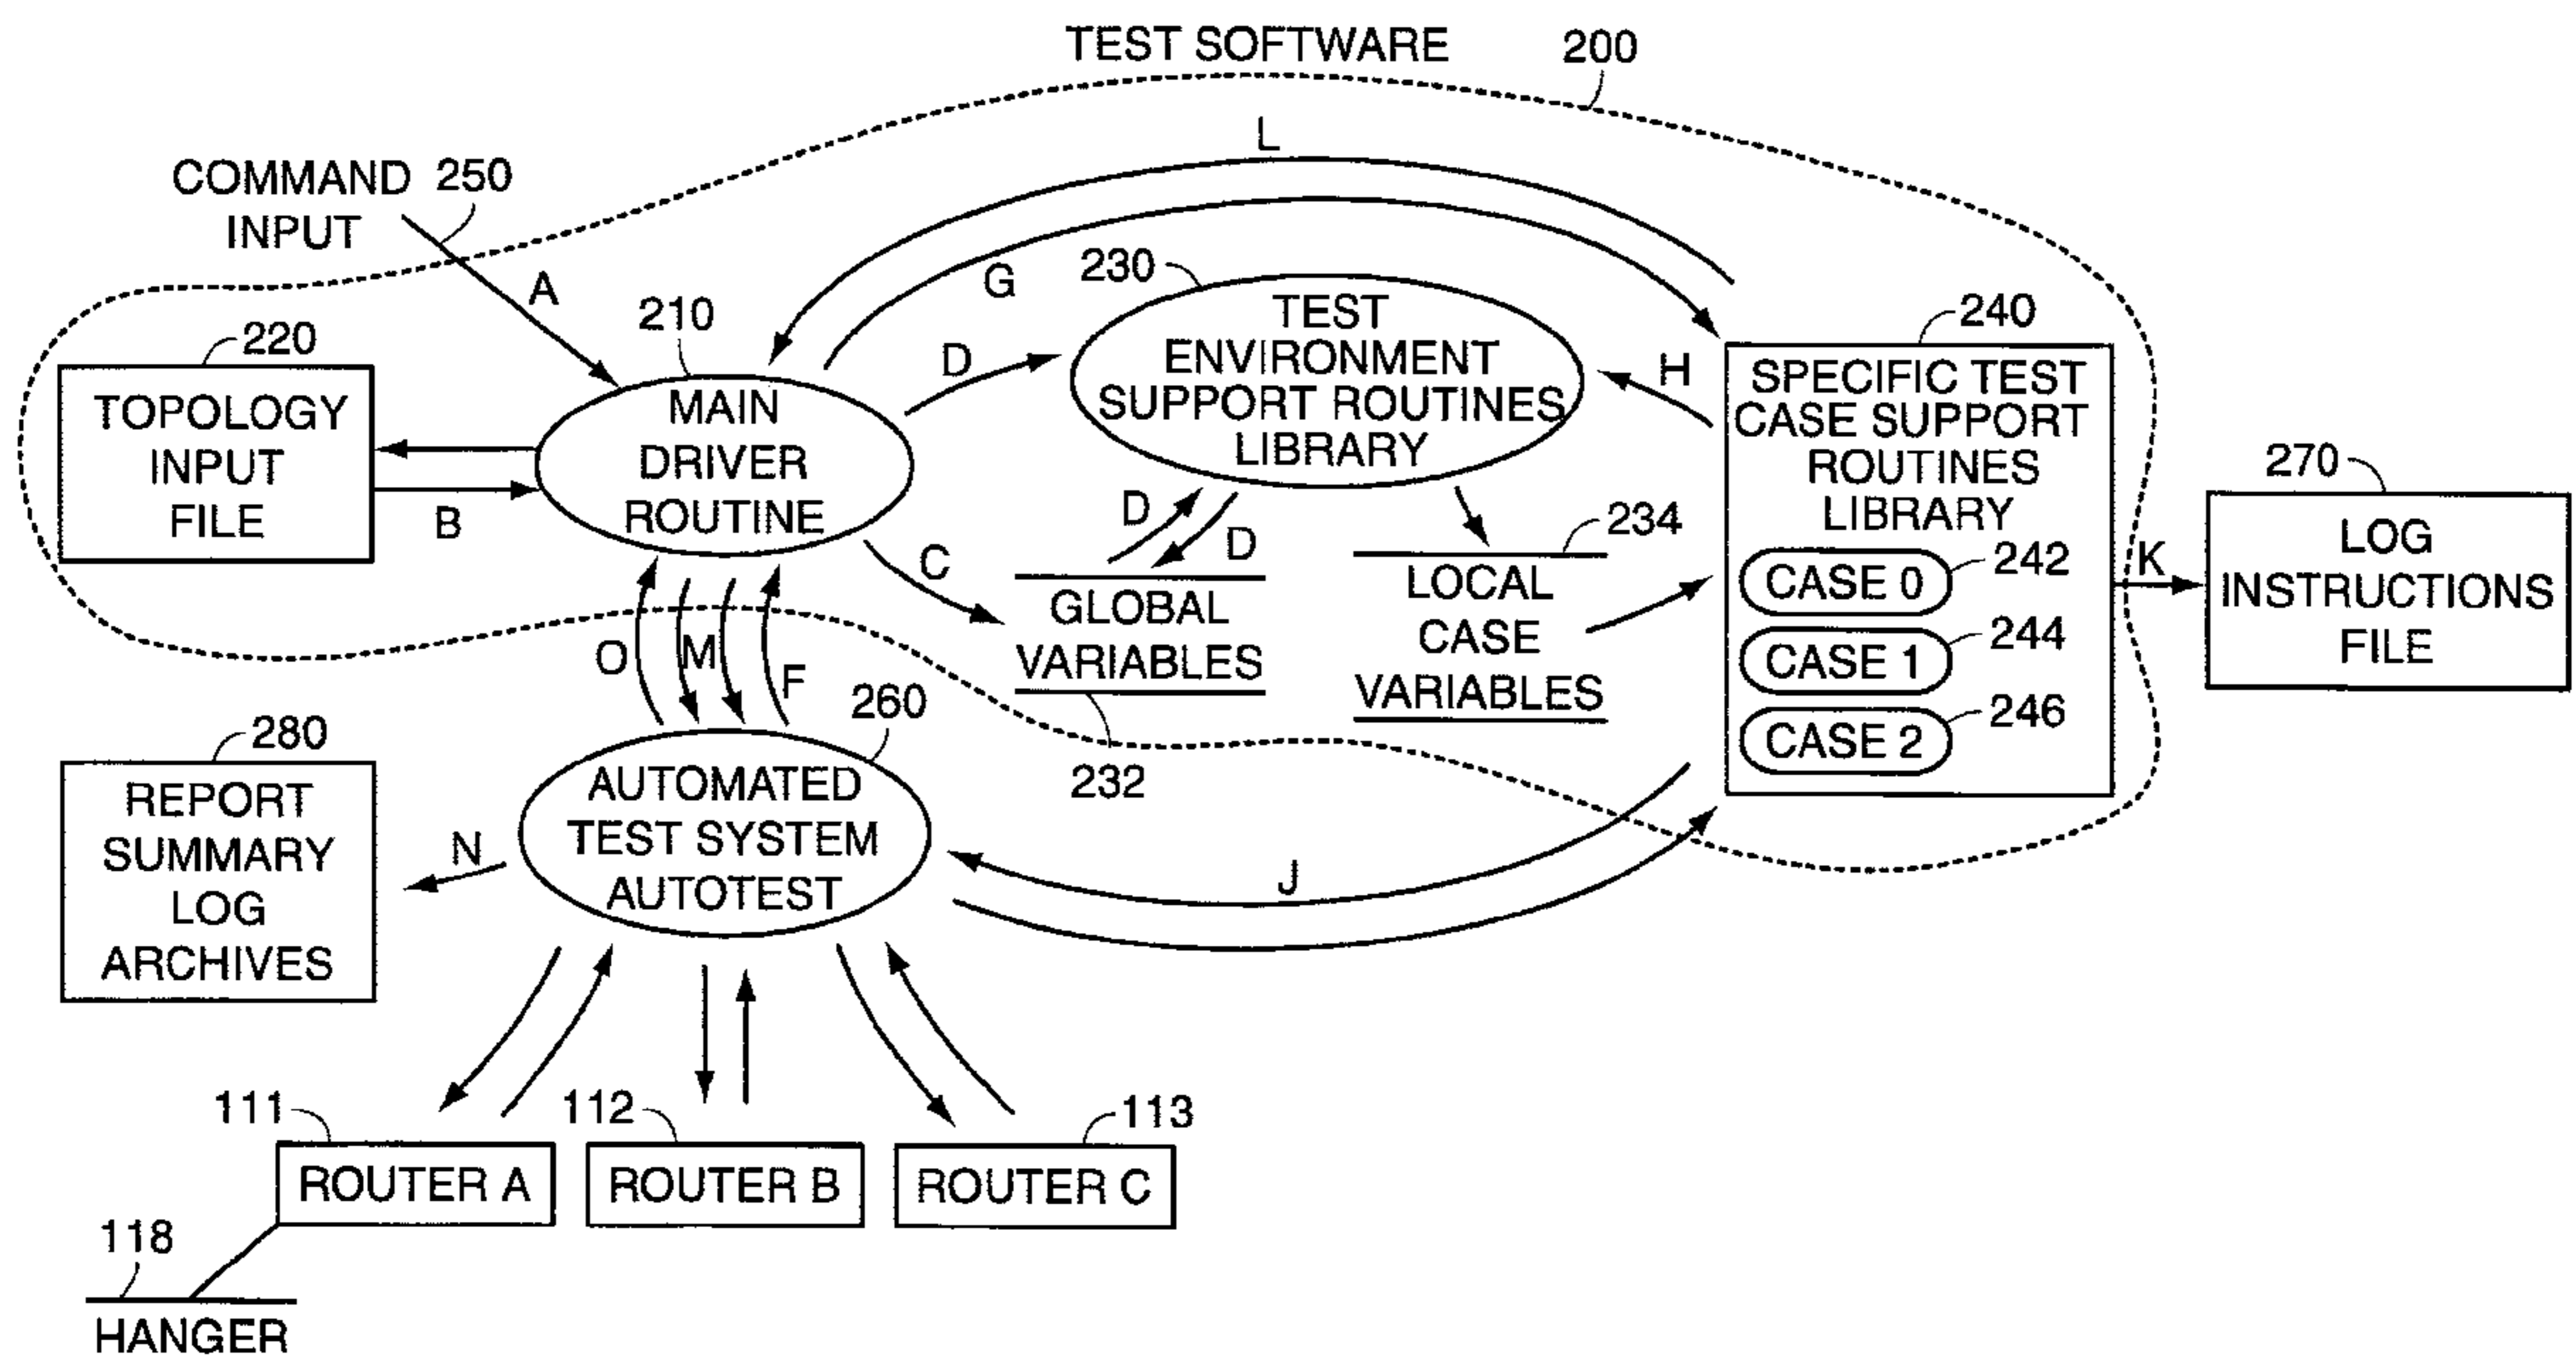 TEST SOFTWARE 200
L
COMMAND 250
INPUT
A
G
230
210
D
220
TOPOLOGY
INPUT
FILE
B
MAIN
DRIVER
ROUTINE
TEST
ENVIRONMENT
SUPPORT ROUTINES
LIBRARY
H
240
SPECIFIC TEST
CASE SUPPORT
ROUTINES
LIBRARY
CASE 0 242
CASE 1 244
CASE 2 246
K
270
LOG
INSTRUCTIONS
FILE
C
D
D
GLOBAL
VARIABLES
232
234
LOCAL
CASE
VARIABLES
O
M
F
260
280
REPORT
SUMMARY
LOG
ARCHIVES
N
AUTOMATED
TEST SYSTEM
AUTOTEST
J
111
112
113
ROUTER A
ROUTER B
ROUTER C
118
HANGER